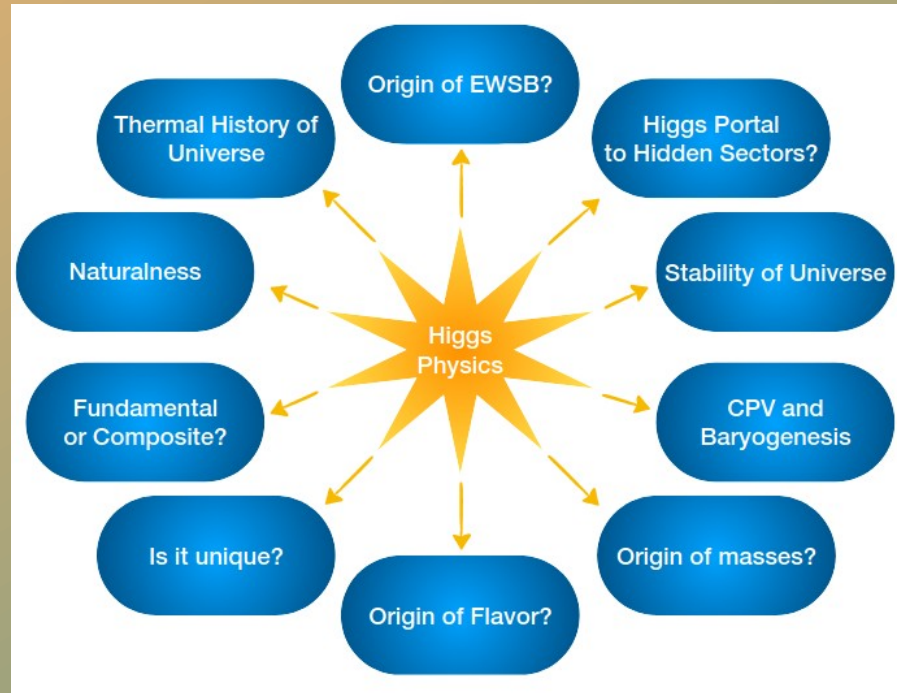 Origin of EWSB?
Thermal History of
Universe
Higgs Portal
to Hidden Sectors?
Naturalness
Stability of Universe
Higgs
Physics
Fundamental
or Composite?
CPV and
Baryogenesis
Is it unique?
Origin of masses?
Origin of Flavor?